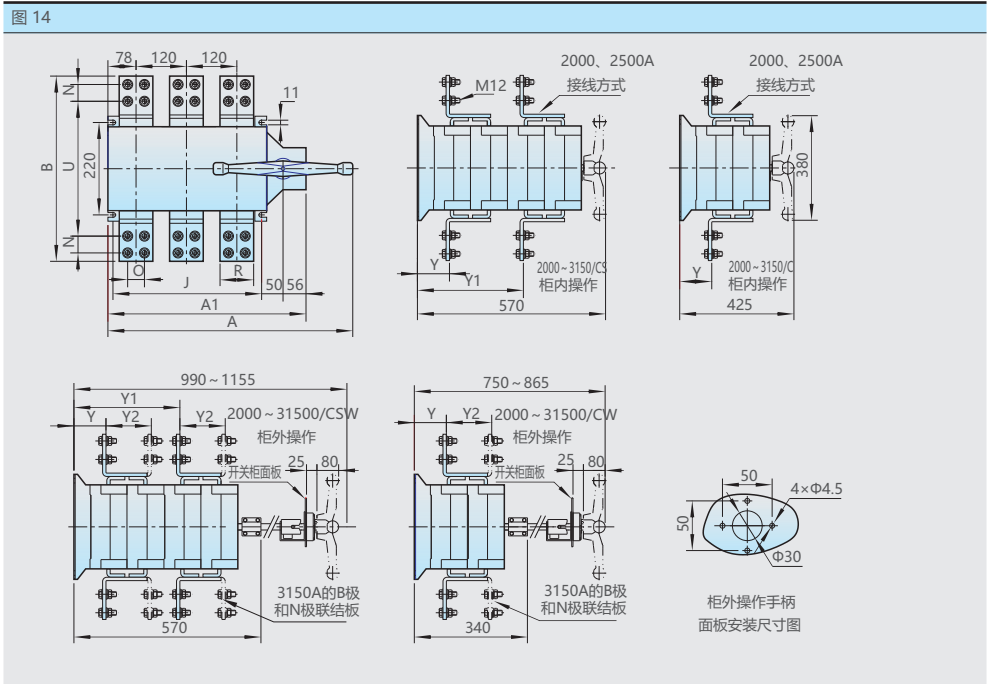 图 14
78
120
120
11
N
B
U
220
N
O
J
R
50
56
A1
A
M12
2000、2500A
接线方式
Y
Y1
2000~3150/CS
柜内操作
570
2000、2500A
接线方式
380
Y
2000~3150/C
柜内操作
425
990~1155
Y1
Y
Y2
Y2
2000~31500/CSW
柜外操作
25
80
开关柜面板
3150A的B极
和N极联结板
570
750~865
Y
Y2
2000~31500/CW
柜外操作
25
80
开关柜面板
3150A的B极
和N极联结板
340
50
4×Φ4.5
50
Φ30
柜外操作手柄
面板安装尺寸图